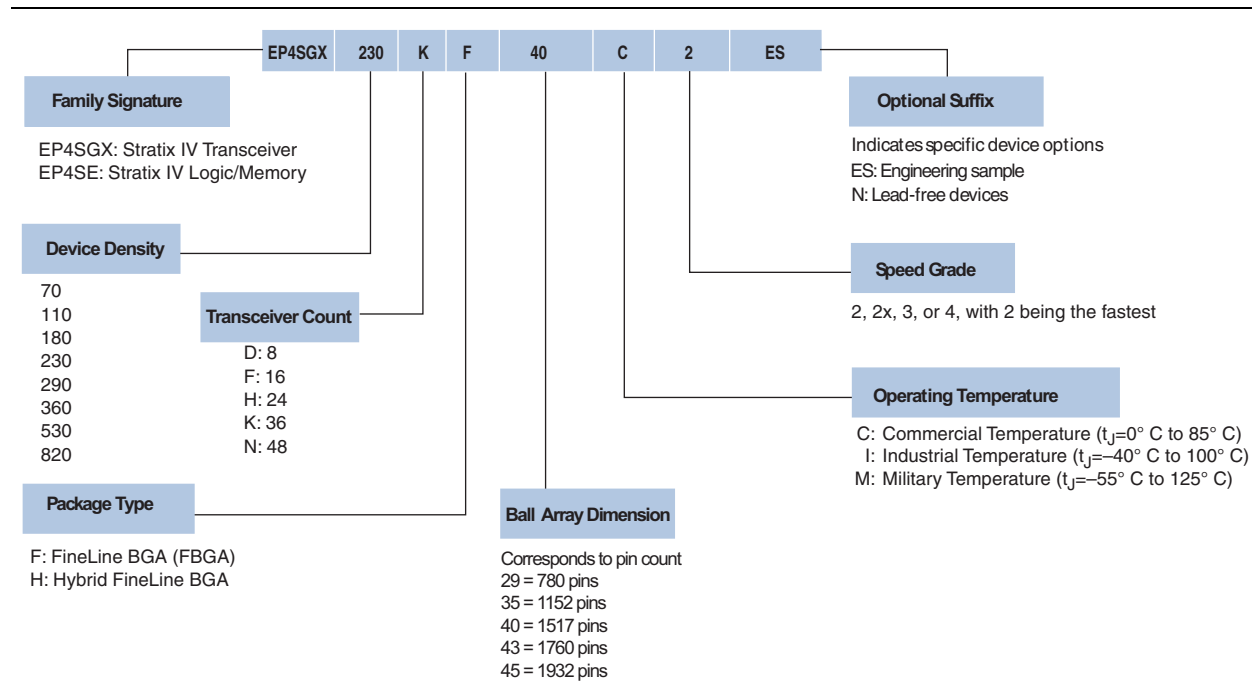 EP4SGX 230 K F 40 C 2 ES
Family Signature
EP4SGX: Stratix IV Transceiver
EP4SE: Stratix IV Logic/Memory
Device Density
70
110
180
230
290
360
530
820
Transceiver Count
D: 8
F: 16
H: 24
K: 36
N: 48
Package Type
F: FineLine BGA (FBGA)
H: Hybrid FineLine BGA
Ball Array Dimension
Corresponds to pin count
29 = 780 pins
35 = 1152 pins
40 = 1517 pins
43 = 1760 pins
45 = 1932 pins
Optional Suffix
Indicates specific device options
ES: Engineering sample
N: Lead-free devices
Speed Grade
2, 2x, 3, or 4, with 2 being the fastest
Operating Temperature
C: Commercial Temperature (tJ=0° C to 85° C)
I: Industrial Temperature (tJ=–40° C to 100° C)
M: Military Temperature (tJ=–55° C to 125° C)